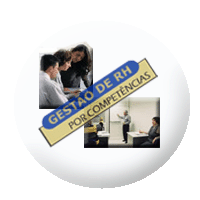 GESTÃO DE RH
POR COMPETÊNCIAS